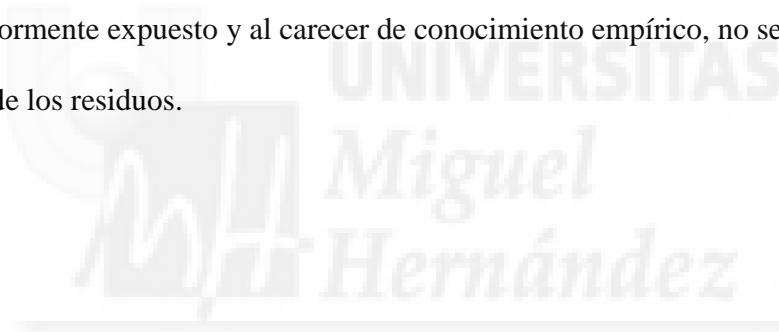 ormente expuesto y al carecer de conocimiento empírico, no se
de los residuos.
UNIVERSITAS
Miguel
Hernández